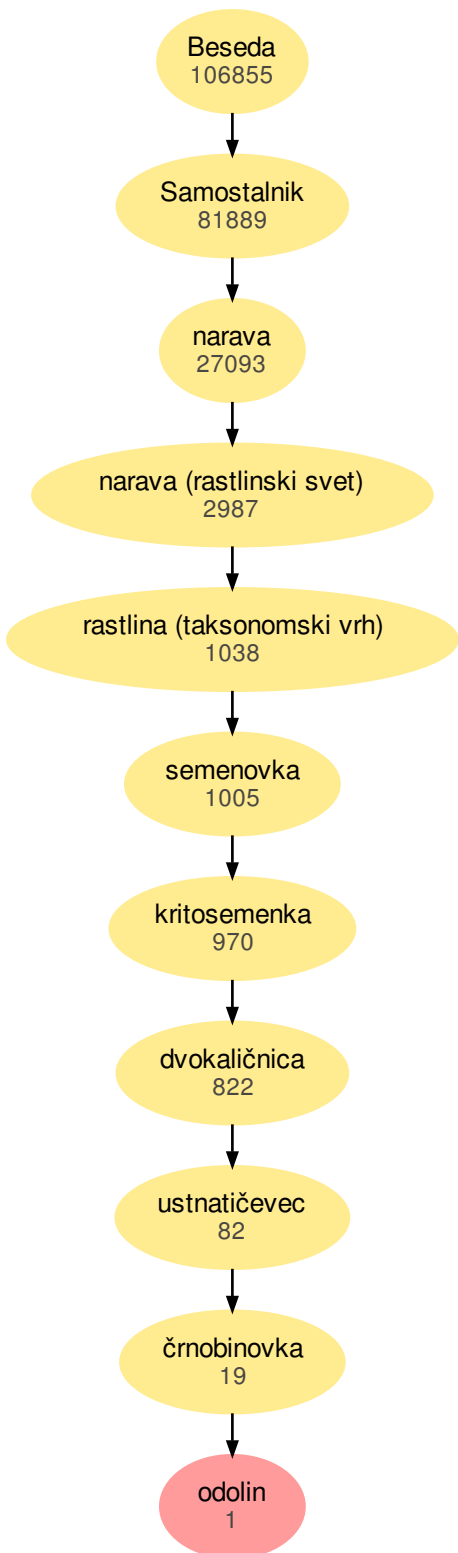 Beseda
106855
Samostalnik
81889
narava
27093
narava (rastlinski svet)
2987
rastlina (taksonomski vrh)
1038
semenovka
1005
kritosemenka
970
dvokaličnica
822
ustnatičevec
82
črnobinovka
19
odolin
1